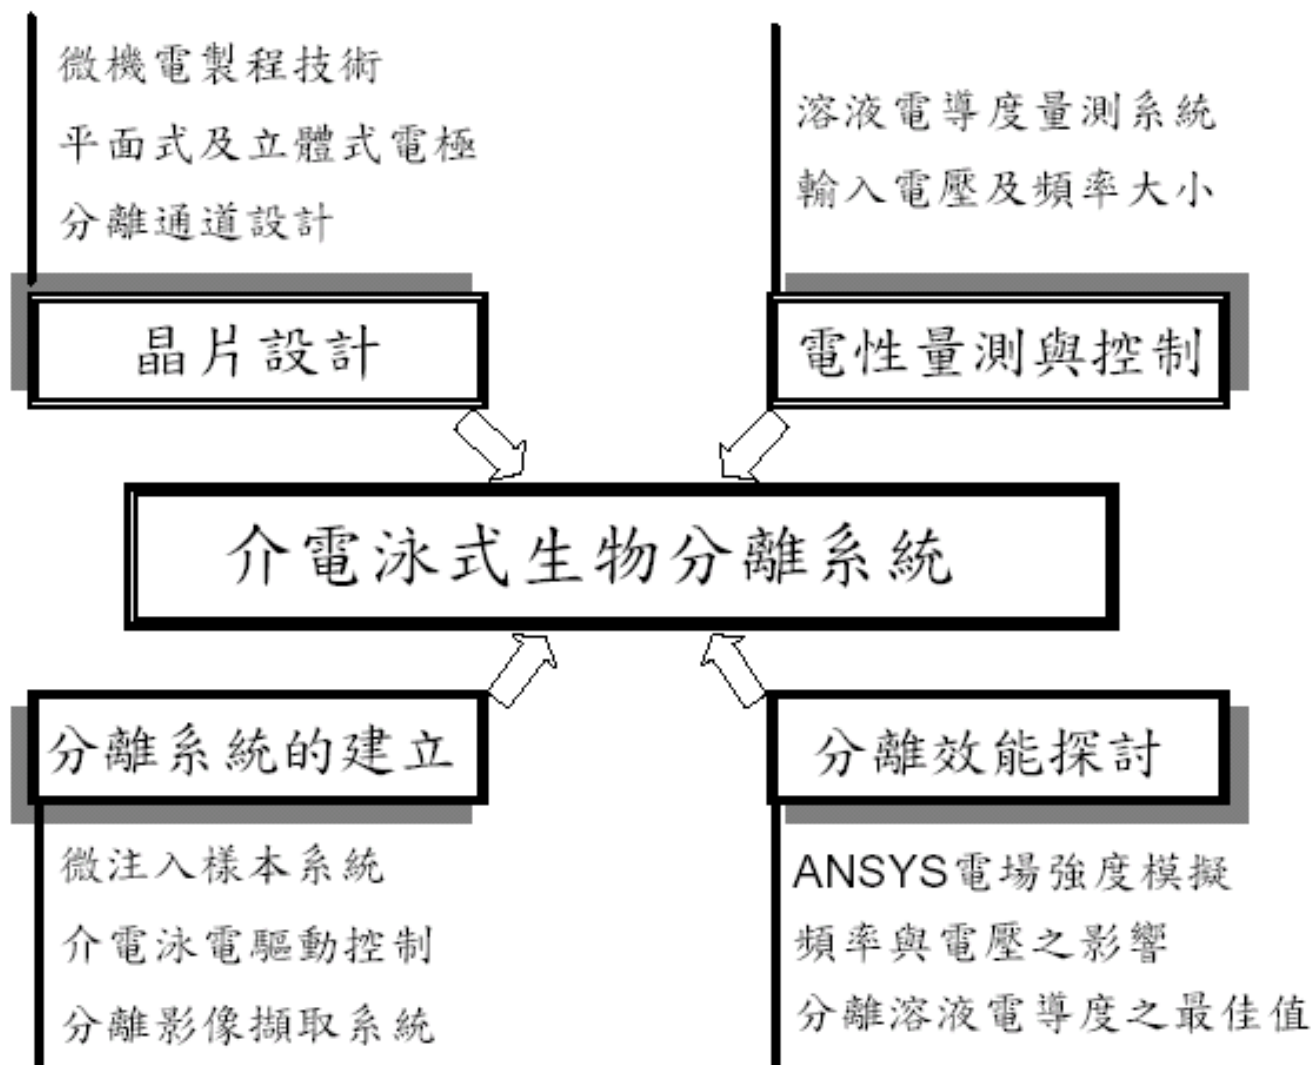 微機電製程技術
平面式及立體式電極
分離通道設計
晶片設計
溶液電導度量測系統
輸入電壓及頻率大小
電性量測與控制
介電泳式生物分離系統
分離系統的建立
微注入樣本系統
介電泳電驅動控制
分離影像擷取系統
分離效能探討
ANSYS電場強度模擬
頻率與電壓之影響
分離溶液電導度之最佳值